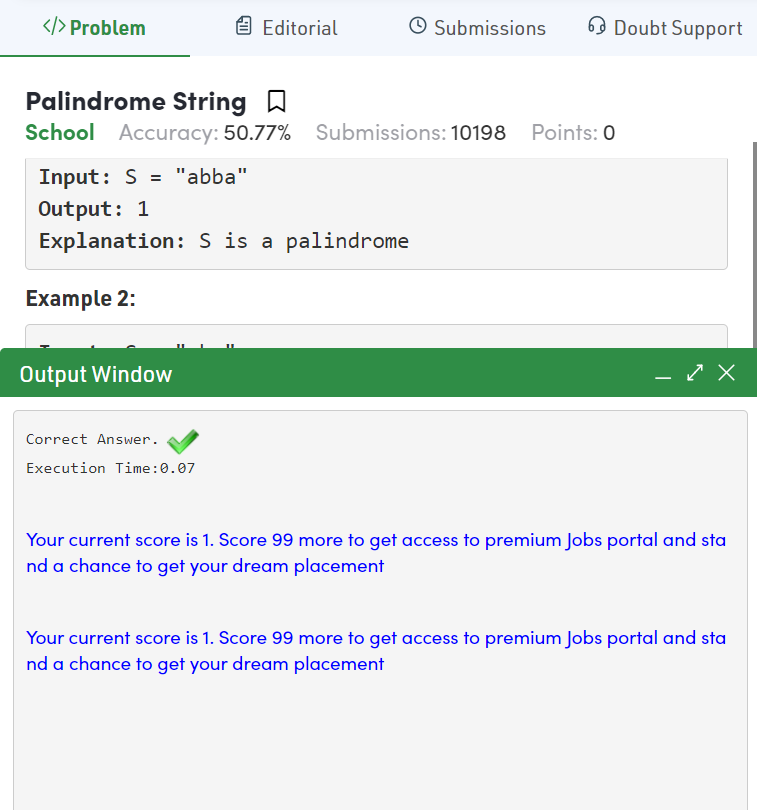 </> Problem Editorial Submissions Doubt Support
Palindrome String
School Accuracy: 50.77% Submissions: 10198 Points: 0
Input: S = "abba"
Output: 1
Explanation: S is a palindrome
Example 2:
Output Window
Correct Answer.
Execution Time:0.07
Your current score is 1. Score 99 more to get access to premium Jobs portal and sta
nd a chance to get your dream placement
Your current score is 1. Score 99 more to get access to premium Jobs portal and sta
nd a chance to get your dream placement